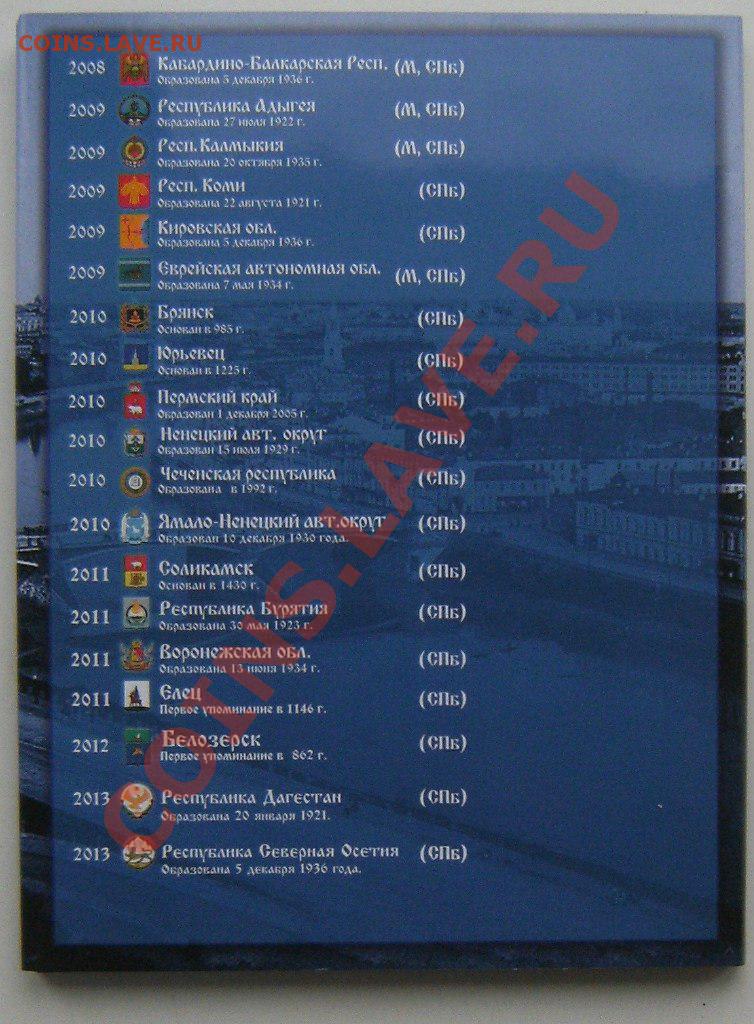 COINS.LAVE.RU
2008 Кабардино-Балкарская Респ. (М, СПб)
Образована 5 декабря 1936 г.
2009 Республика Адыгея (М, СПб)
Образована 27 июля 1922 г.
2009 Респ.Калмыкия (М, СПб)
Образована 20 октября 1935 г.
2009 Респ. Коми (СПб)
Образована 22 августа 1921 г.
2009 Кировская обл. (СПб)
Образована 5 декабря 1936 г.
2009 Еврейская автономная обл. (М, СПб)
Образована 7 мая 1934 г.
2010 Брянск (СПб)
Основан в 985 г.
2010 Юрьевец (СПб)
Основан в 1225 г.
2010 Пермский край (СПб)
Образован 1 декабря 2005 г.
2010 Ненецкий авт. округ (СПб)
Образован 15 июля 1929 г.
2010 Чеченская республика (СПб)
Образована в 1992 г.
2010 Ямало-Ненецкий авт.округ (СПб)
Образован 10 декабря 1930 года.
2011 Соликамск (СПб)
Основан в 1430 г.
2011 Республика Бурятия (СПб)
Образована 30 мая 1923 г.
2011 Воронежская обл. (СПб)
Образована 13 июня 1934 г.
2011 Елец (СПб)
Первое упоминание в 1146 г.
2012 Белозерск (СПб)
Первое упоминание в 862 г.
2013 Республика Дагестан (СПб)
Образована 20 января 1921.
2013 Республика Северная Осетия (СПб)
Образована 5 декабря 1936 года.
COINS.LAVE.RU